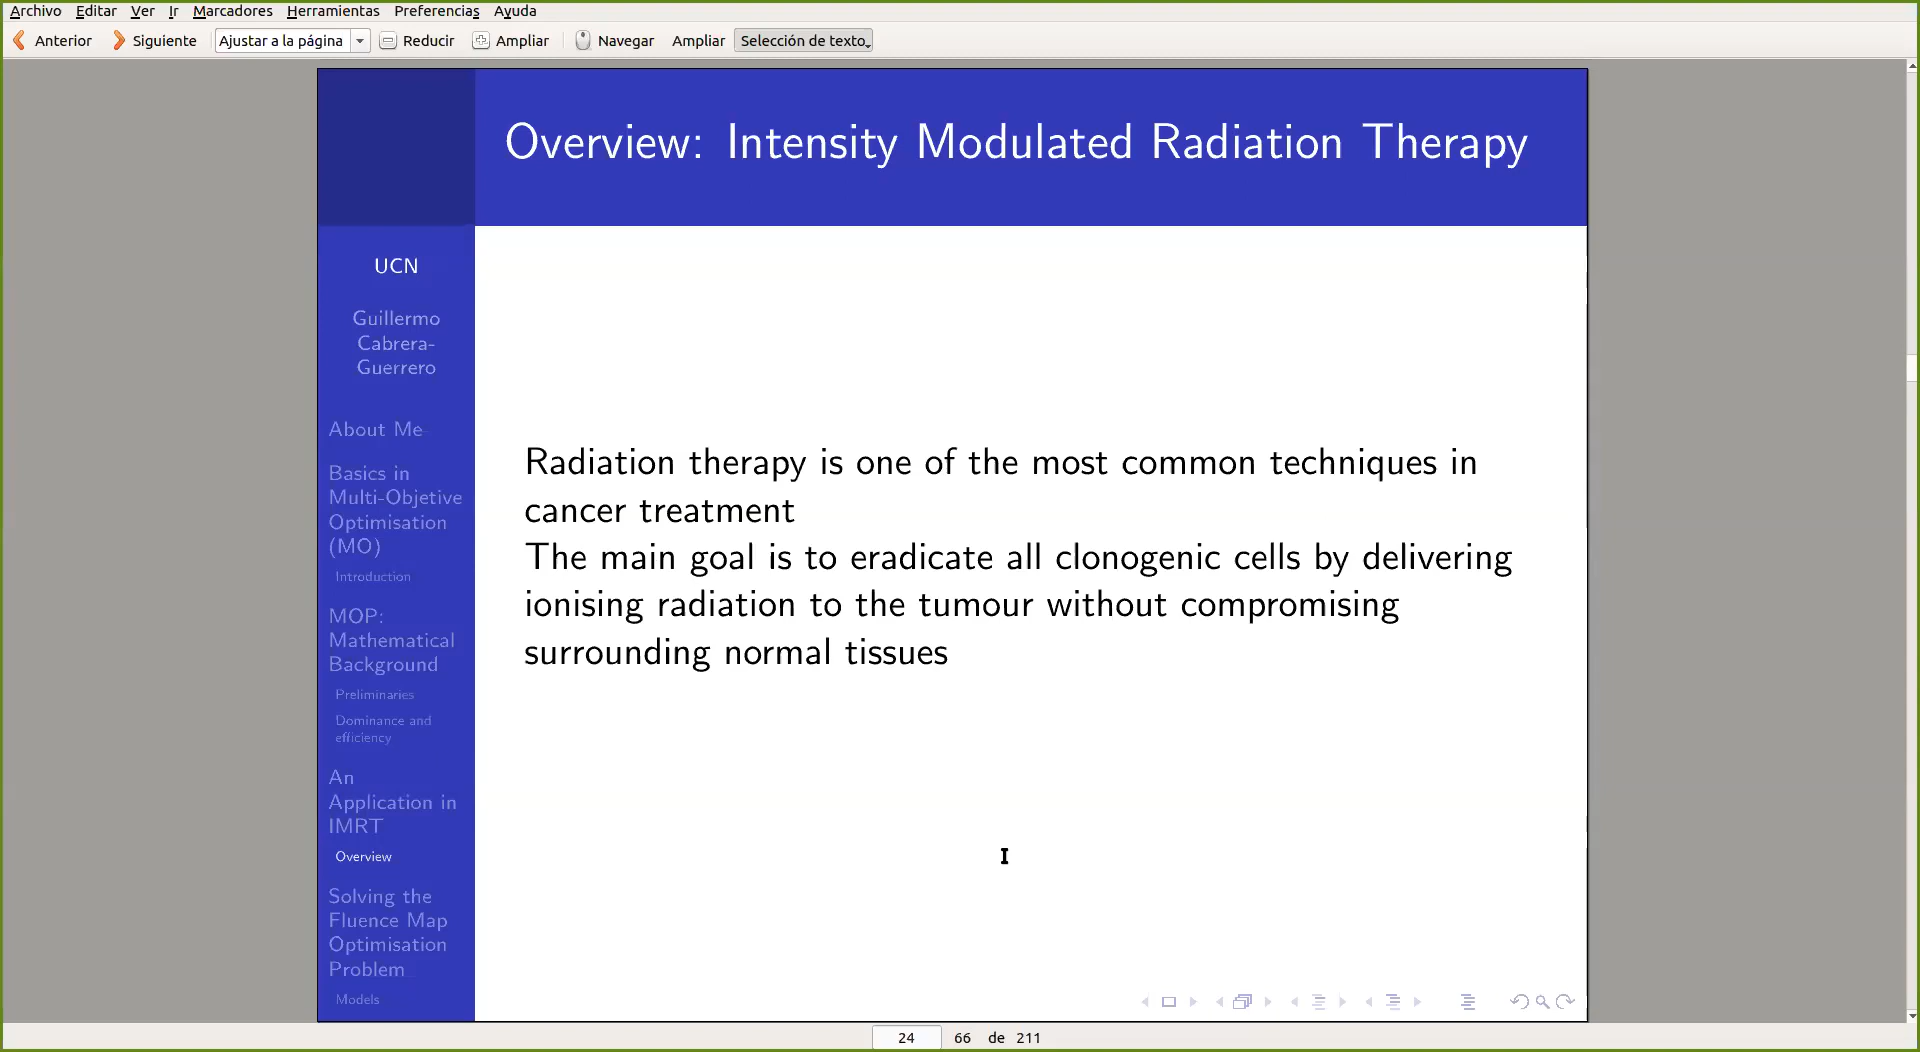 Archivo Editar Ver Ir Marcadores Herramientas Preferencias Ayuda
Anterior Siguiente Ajustar a la página Reducir Ampliar Navegar Ampliar Selección de texto
Overview: Intensity Modulated Radiation Therapy
UCN
Guillermo
Cabrera-
Guerrero
About Me
Basics in
Multi-Objetive
Optimisation
(MO)
Introduction
MOP:
Mathematical
Background
Preliminaries
Dominance and
efficiency
An
Application in
IMRT
Overview
Solving the
Fluence Map
Optimisation
Problem
Models
Radiation therapy is one of the most common techniques in
cancer treatment
The main goal is to eradicate all clonogenic cells by delivering
ionising radiation to the tumour without compromising
surrounding normal tissues
24 66 de 211